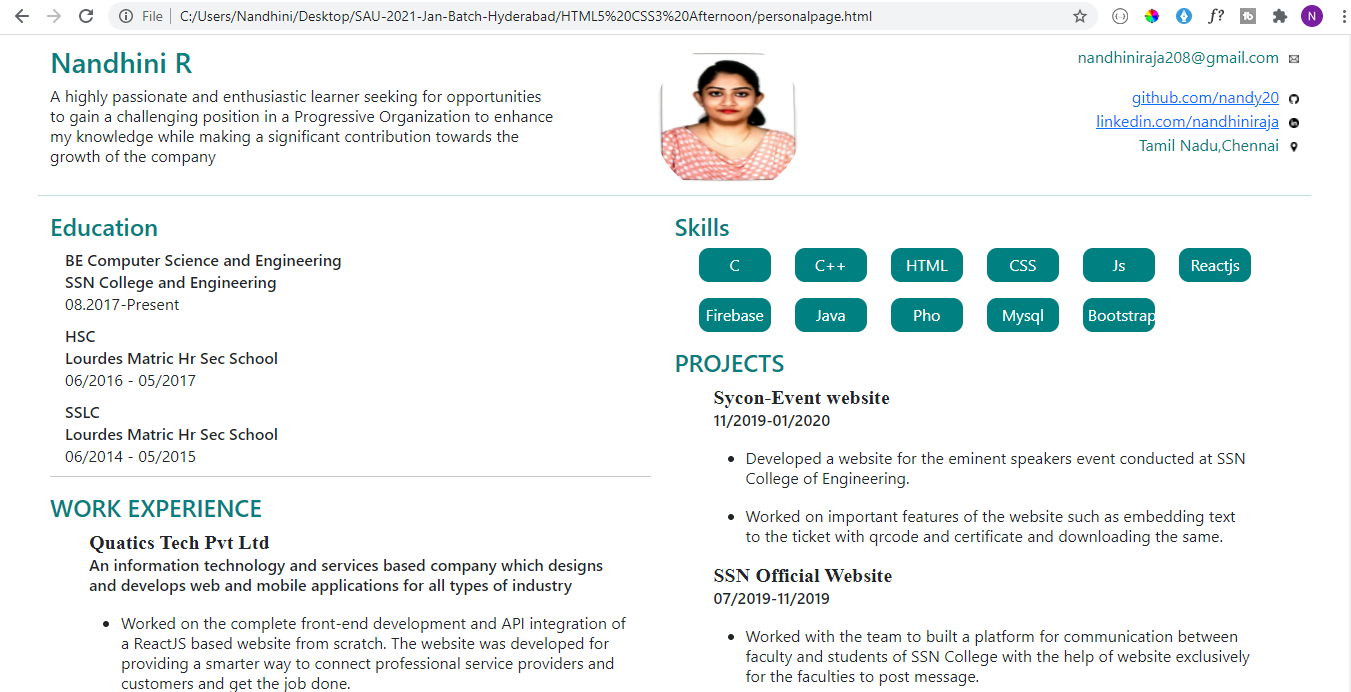 File
C:/Users/Nandhini/Desktop/SAU-2021-Jan-Batch-Hyderabad/HTML5%20CSS3%20Afternoon/personalpage.html
f?
tb
N
Nandhini R
A highly passionate and enthusiastic learner seeking for opportunities
to gain a challenging position in a Progressive Organization to enhance
my knowledge while making a significant contribution towards the
growth of the company
nandhiniraja208@gmail.com
github.com/nandy20
linkedin.com/nandhiniraja
Tamil Nadu,Chennai
Education
BE Computer Science and Engineering
SSN College and Engineering
08.2017-Present
HSC
Lourdes Matric Hr Sec School
06/2016 - 05/2017
SSLC
Lourdes Matric Hr Sec School
06/2014 - 05/2015
WORK EXPERIENCE
Quatics Tech Pvt Ltd
An information technology and services based company which designs
and develops web and mobile applications for all types of industry
• Worked on the complete front-end development and API integration of
a ReactJS based website from scratch. The website was developed for
providing a smarter way to connect professional service providers and
customers and get the job done.
Skills
C C++ HTML CSS Js Reactjs
Firebase Java Pho Mysql Bootstrap
PROJECTS
Sycon-Event website
11/2019-01/2020
• Developed a website for the eminent speakers event conducted at SSN
College of Engineering.
• Worked on important features of the website such as embedding text
to the ticket with qrcode and certificate and downloading the same.
SSN Official Website
07/2019-11/2019
• Worked with the team to built a platform for communication between
faculty and students of SSN College with the help of website exclusively
for the faculties to post message.